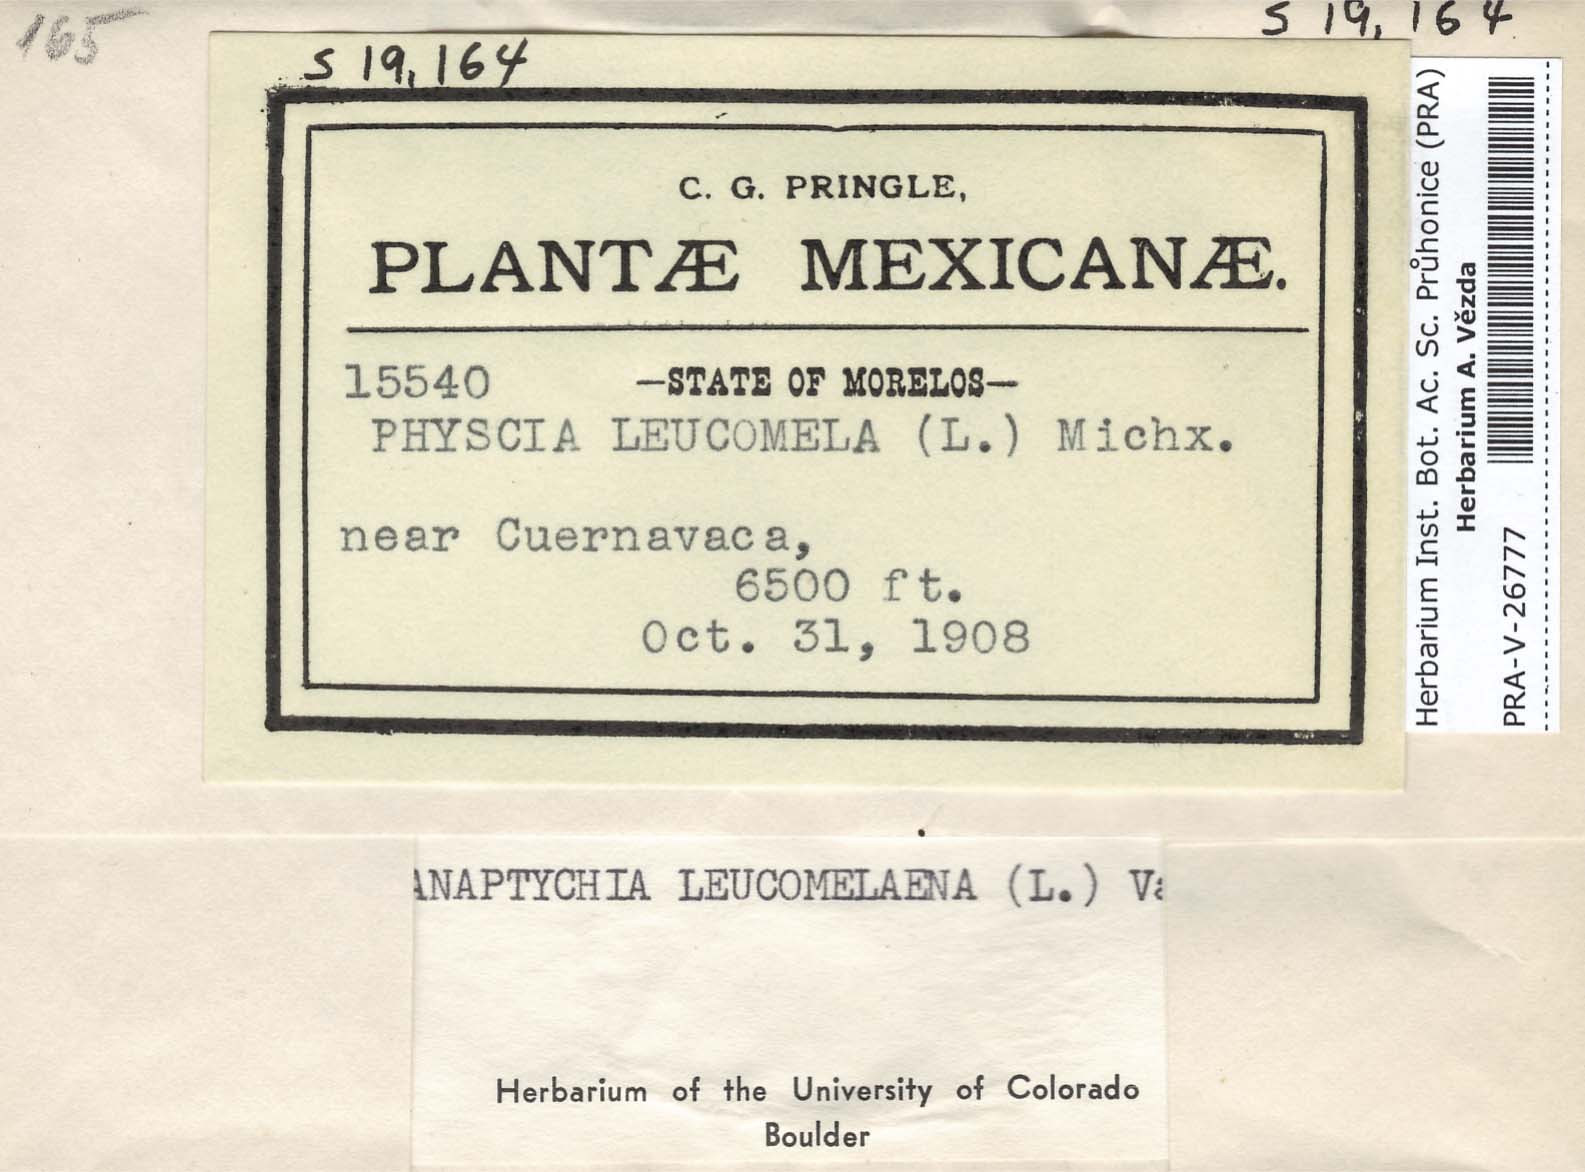 165
S 19,164
S 19,164
C. G. PRINGLE,
PLANTÆ MEXICANÆ.
15540 —STATE OF MORELOS—
PHYSCIA LEUCOMELA (L.) Michx.
near Cuernavaca,
6500 ft.
Oct. 31, 1908
Herbarium Inst. Bot. Ac. Sc. Průhonice (PRA)
Herbarium A. Vězda
PRA-V-26777
ANAPTYCHIA LEUCOMELAENA (L.)
Herbarium of the University of Colorado
Boulder